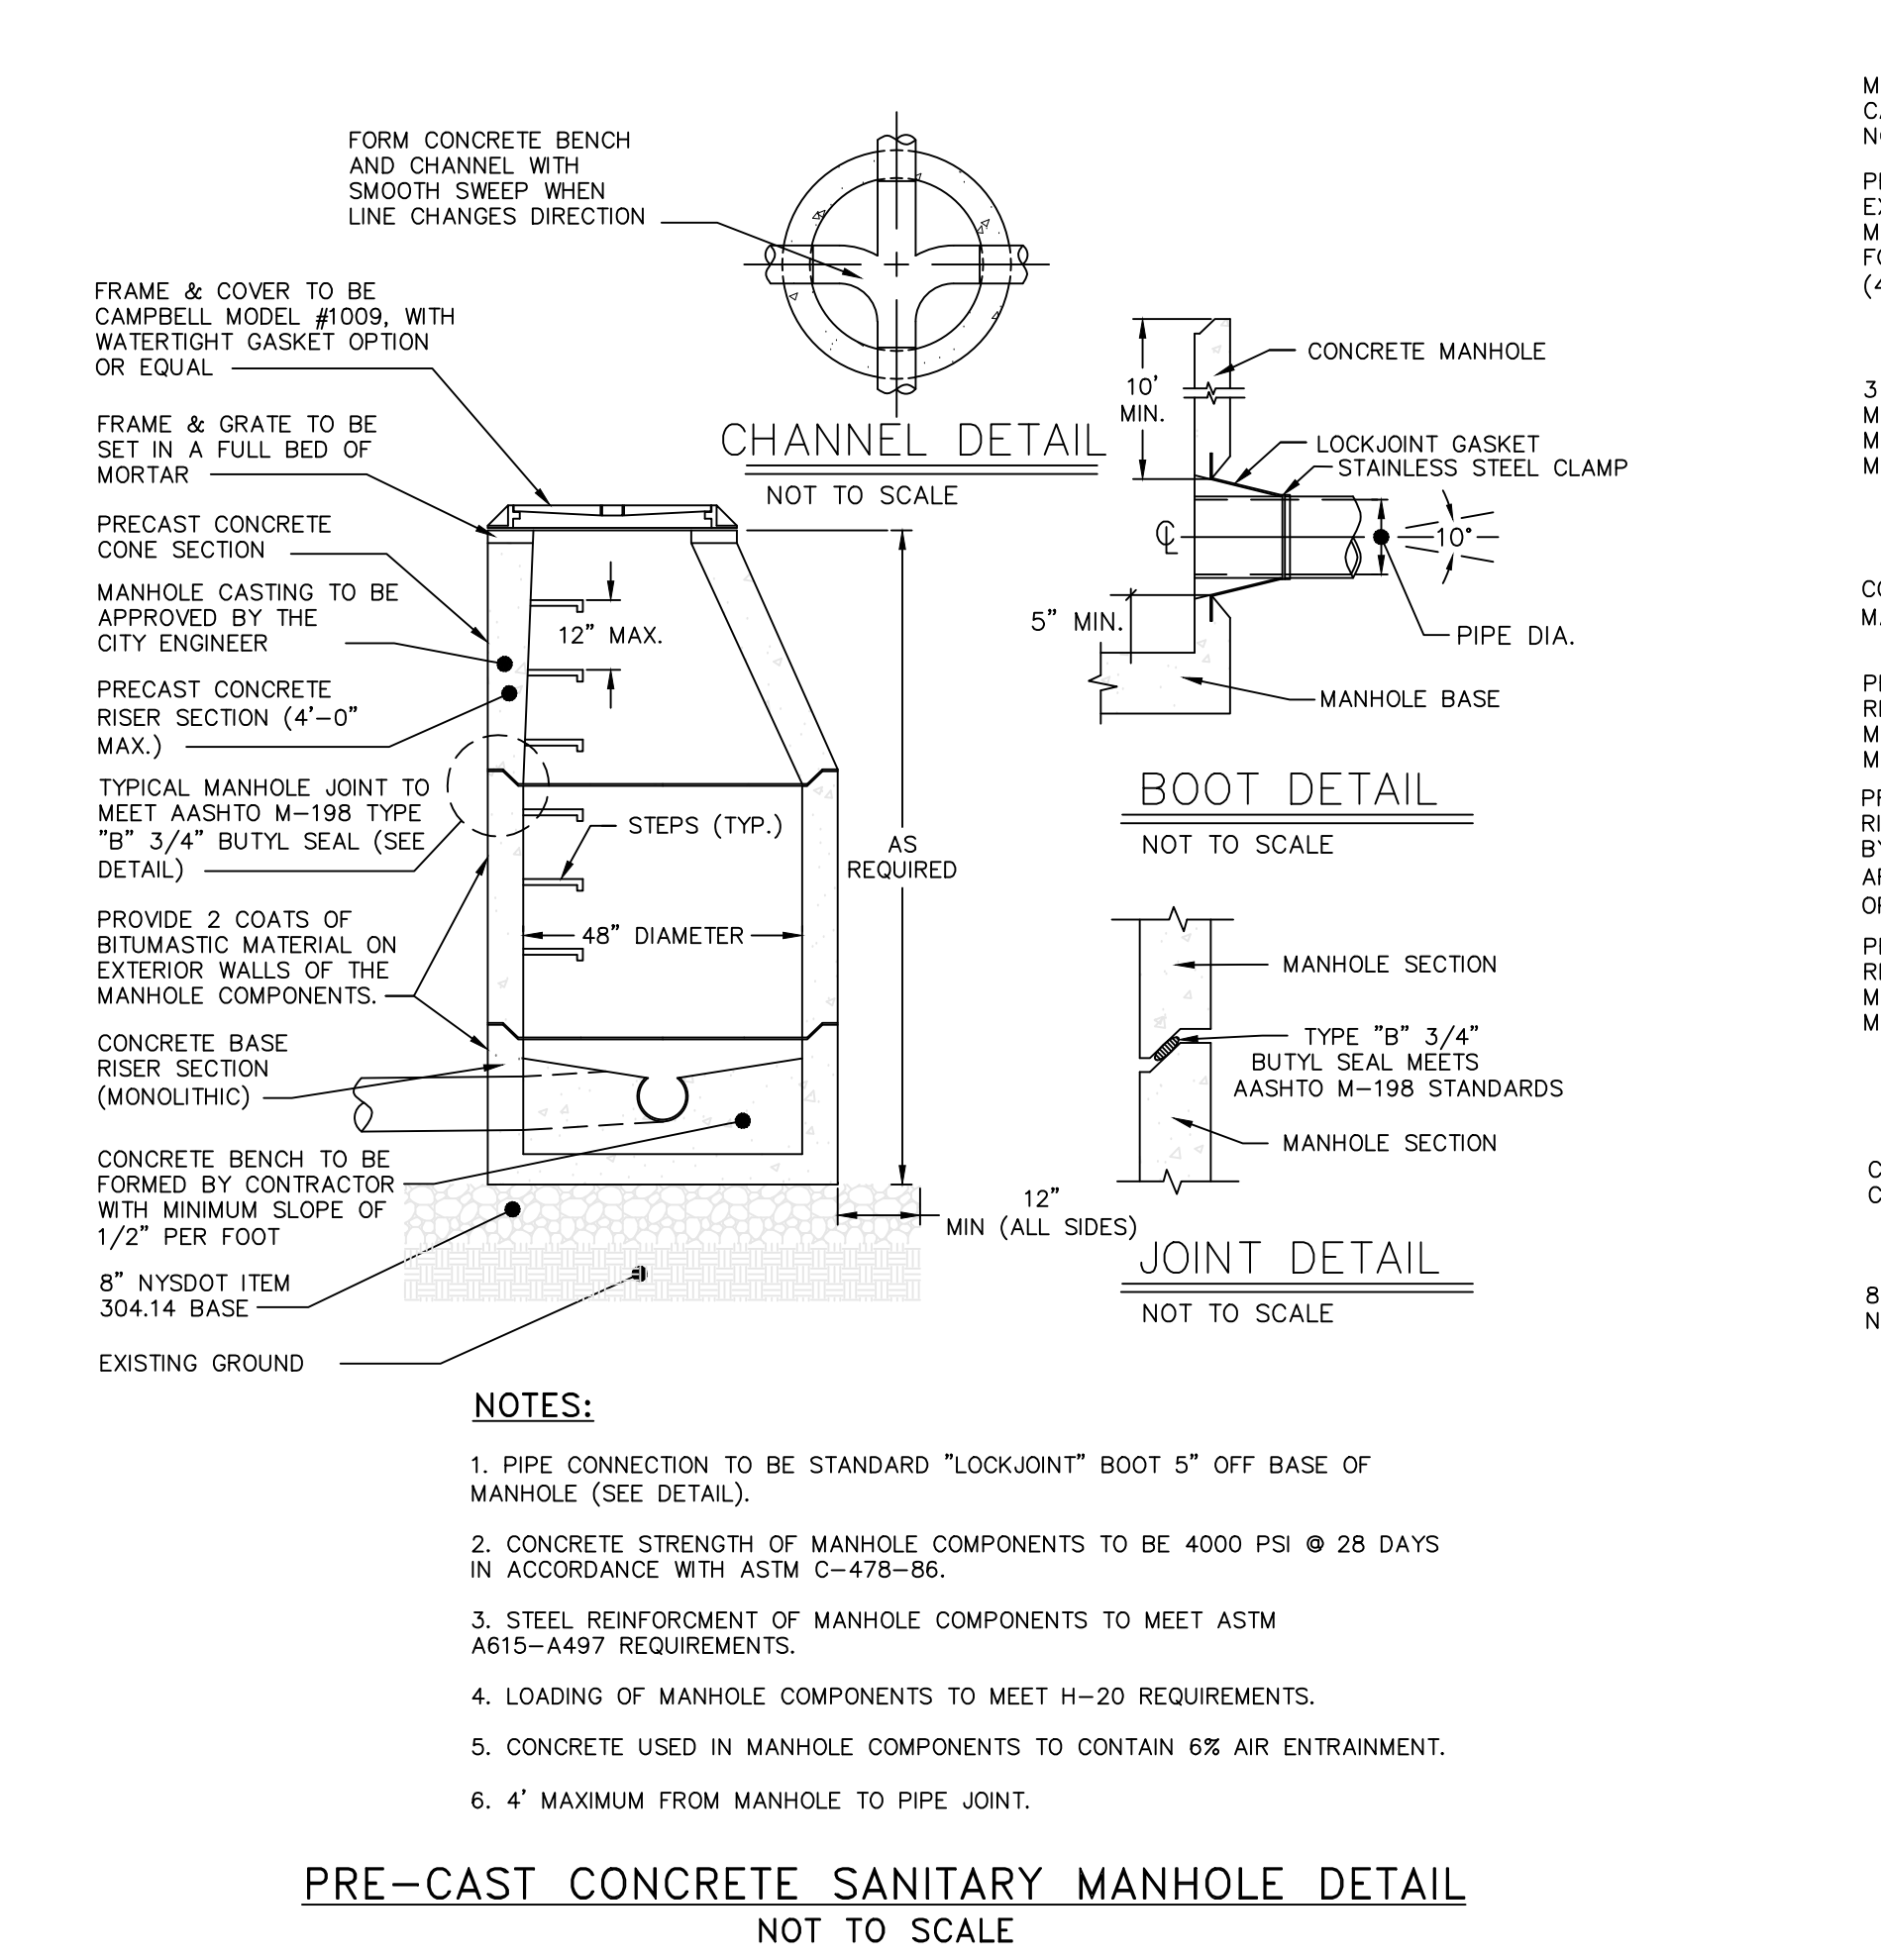 FORM CONCRETE BENCH
AND CHANNEL WITH
SMOOTH SWEEP WHEN
LINE CHANGES DIRECTION
FRAME & COVER TO BE
CAMPBELL MODEL #1009, WITH
WATERTIGHT GASKET OPTION
OR EQUAL
FRAME & GRATE TO BE
SET IN A FULL BED OF
MORTAR
PRECAST CONCRETE
CONE SECTION
MANHOLE CASTING TO BE
APPROVED BY THE
CITY ENGINEER
PRECAST CONCRETE
RISER SECTION (4'-0"
MAX.)
TYPICAL MANHOLE JOINT TO
MEET AASHTO M-198 TYPE
"B" 3/4" BUTYL SEAL (SEE
DETAIL)
PROVIDE 2 COATS OF
BITUMASTIC MATERIAL ON
EXTERIOR WALLS OF THE
MANHOLE COMPONENTS.
CONCRETE BASE
RISER SECTION
(MONOLITHIC)
CONCRETE BENCH TO BE
FORMED BY CONTRACTOR
WITH MINIMUM SLOPE OF
1/2" PER FOOT
8" NYSDOT ITEM
304.14 BASE
EXISTING GROUND
12" MAX.
STEPS (TYP.)
48" DIAMETER
AS
REQUIRED
12"
MIN (ALL SIDES)
CHANNEL DETAIL
NOT TO SCALE
10'
MIN.
CONCRETE MANHOLE
LOCKJOINT GASKET
STAINLESS STEEL CLAMP
CL
10°
5" MIN.
PIPE DIA.
MANHOLE BASE
BOOT DETAIL
NOT TO SCALE
MANHOLE SECTION
TYPE "B" 3/4"
BUTYL SEAL MEETS
AASHTO M-198 STANDARDS
MANHOLE SECTION
JOINT DETAIL
NOT TO SCALE
NOTES:
1. PIPE CONNECTION TO BE STANDARD "LOCKJOINT" BOOT 5" OFF BASE OF
MANHOLE (SEE DETAIL).
2. CONCRETE STRENGTH OF MANHOLE COMPONENTS TO BE 4000 PSI @ 28 DAYS
IN ACCORDANCE WITH ASTM C-478-86.
3. STEEL REINFORCMENT OF MANHOLE COMPONENTS TO MEET ASTM
A615-A497 REQUIREMENTS.
4. LOADING OF MANHOLE COMPONENTS TO MEET H-20 REQUIREMENTS.
5. CONCRETE USED IN MANHOLE COMPONENTS TO CONTAIN 6% AIR ENTRAINMENT.
6. 4' MAXIMUM FROM MANHOLE TO PIPE JOINT.
PRE-CAST CONCRETE SANITARY MANHOLE DETAIL
NOT TO SCALE